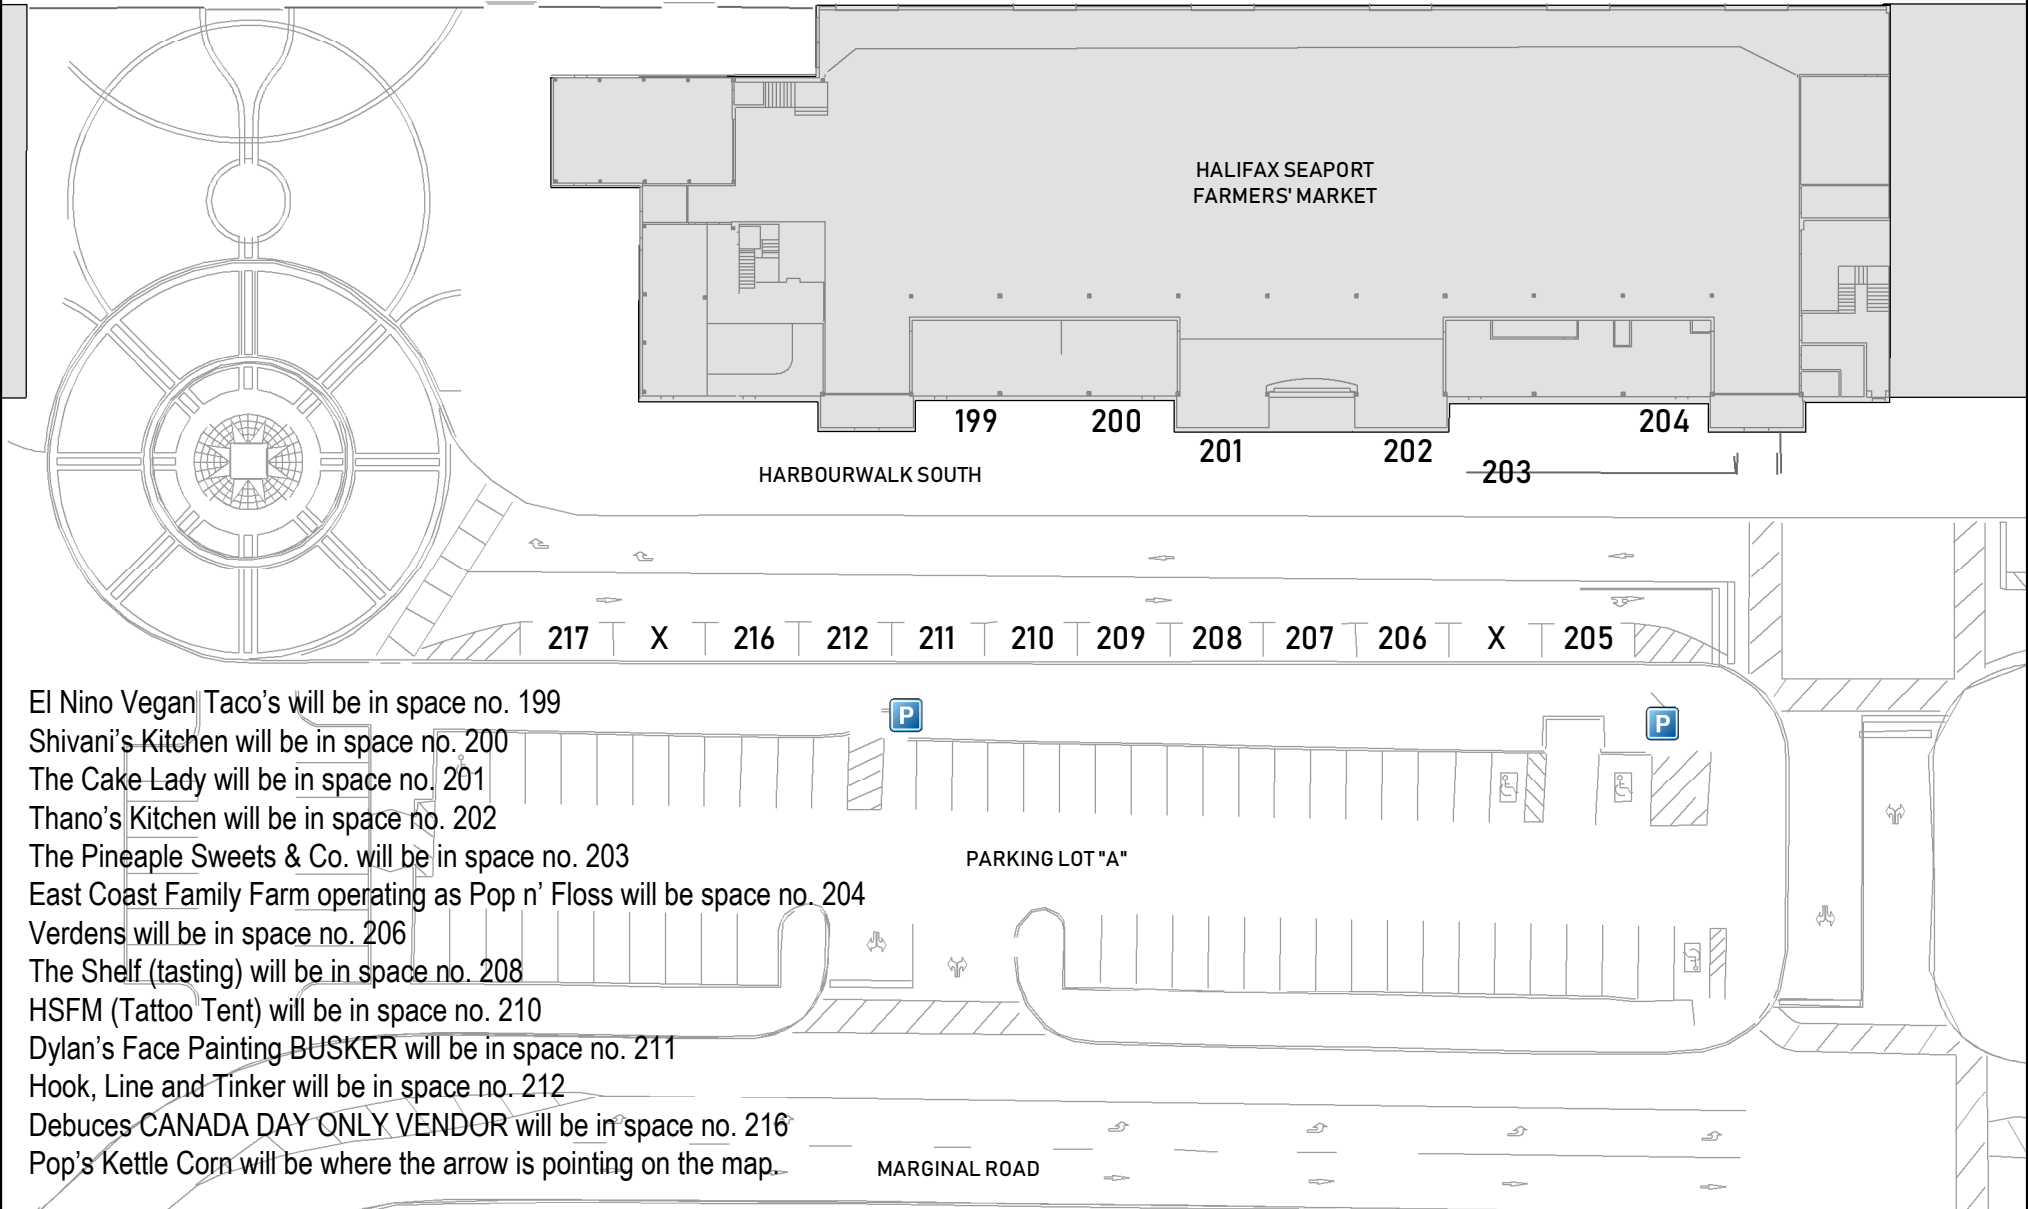 HALIFAX SEAPORT
FARMERS' MARKET
199 200 204
201 202
203
HARBOURWALK SOUTH
217 X 216 212 211 210 209 208 207 206 X 205
El Nino Vegan Taco’s will be in space no. 199
P P
Shivani’s Kitchen will be in space no. 200
The Cake Lady will be in space no. 201
Thano’s Kitchen will be in space no. 202
The Pineaple Sweets & Co. will be in space no. 203
PARKING LOT "A"
East Coast Family Farm operating as Pop n’ Floss will be space no. 204
Verdens will be in space no. 206
The Shelf (tasting) will be in space no. 208
HSFM (Tattoo Tent) will be in space no. 210
Dylan’s Face Painting BUSKER will be in space no. 211
Hook, Line and Tinker will be in space no. 212
Debuces CANADA DAY ONLY VENDOR will be in space no. 216
Pop’s Kettle Corn will be where the arrow is pointing on the map.
MARGINAL ROAD